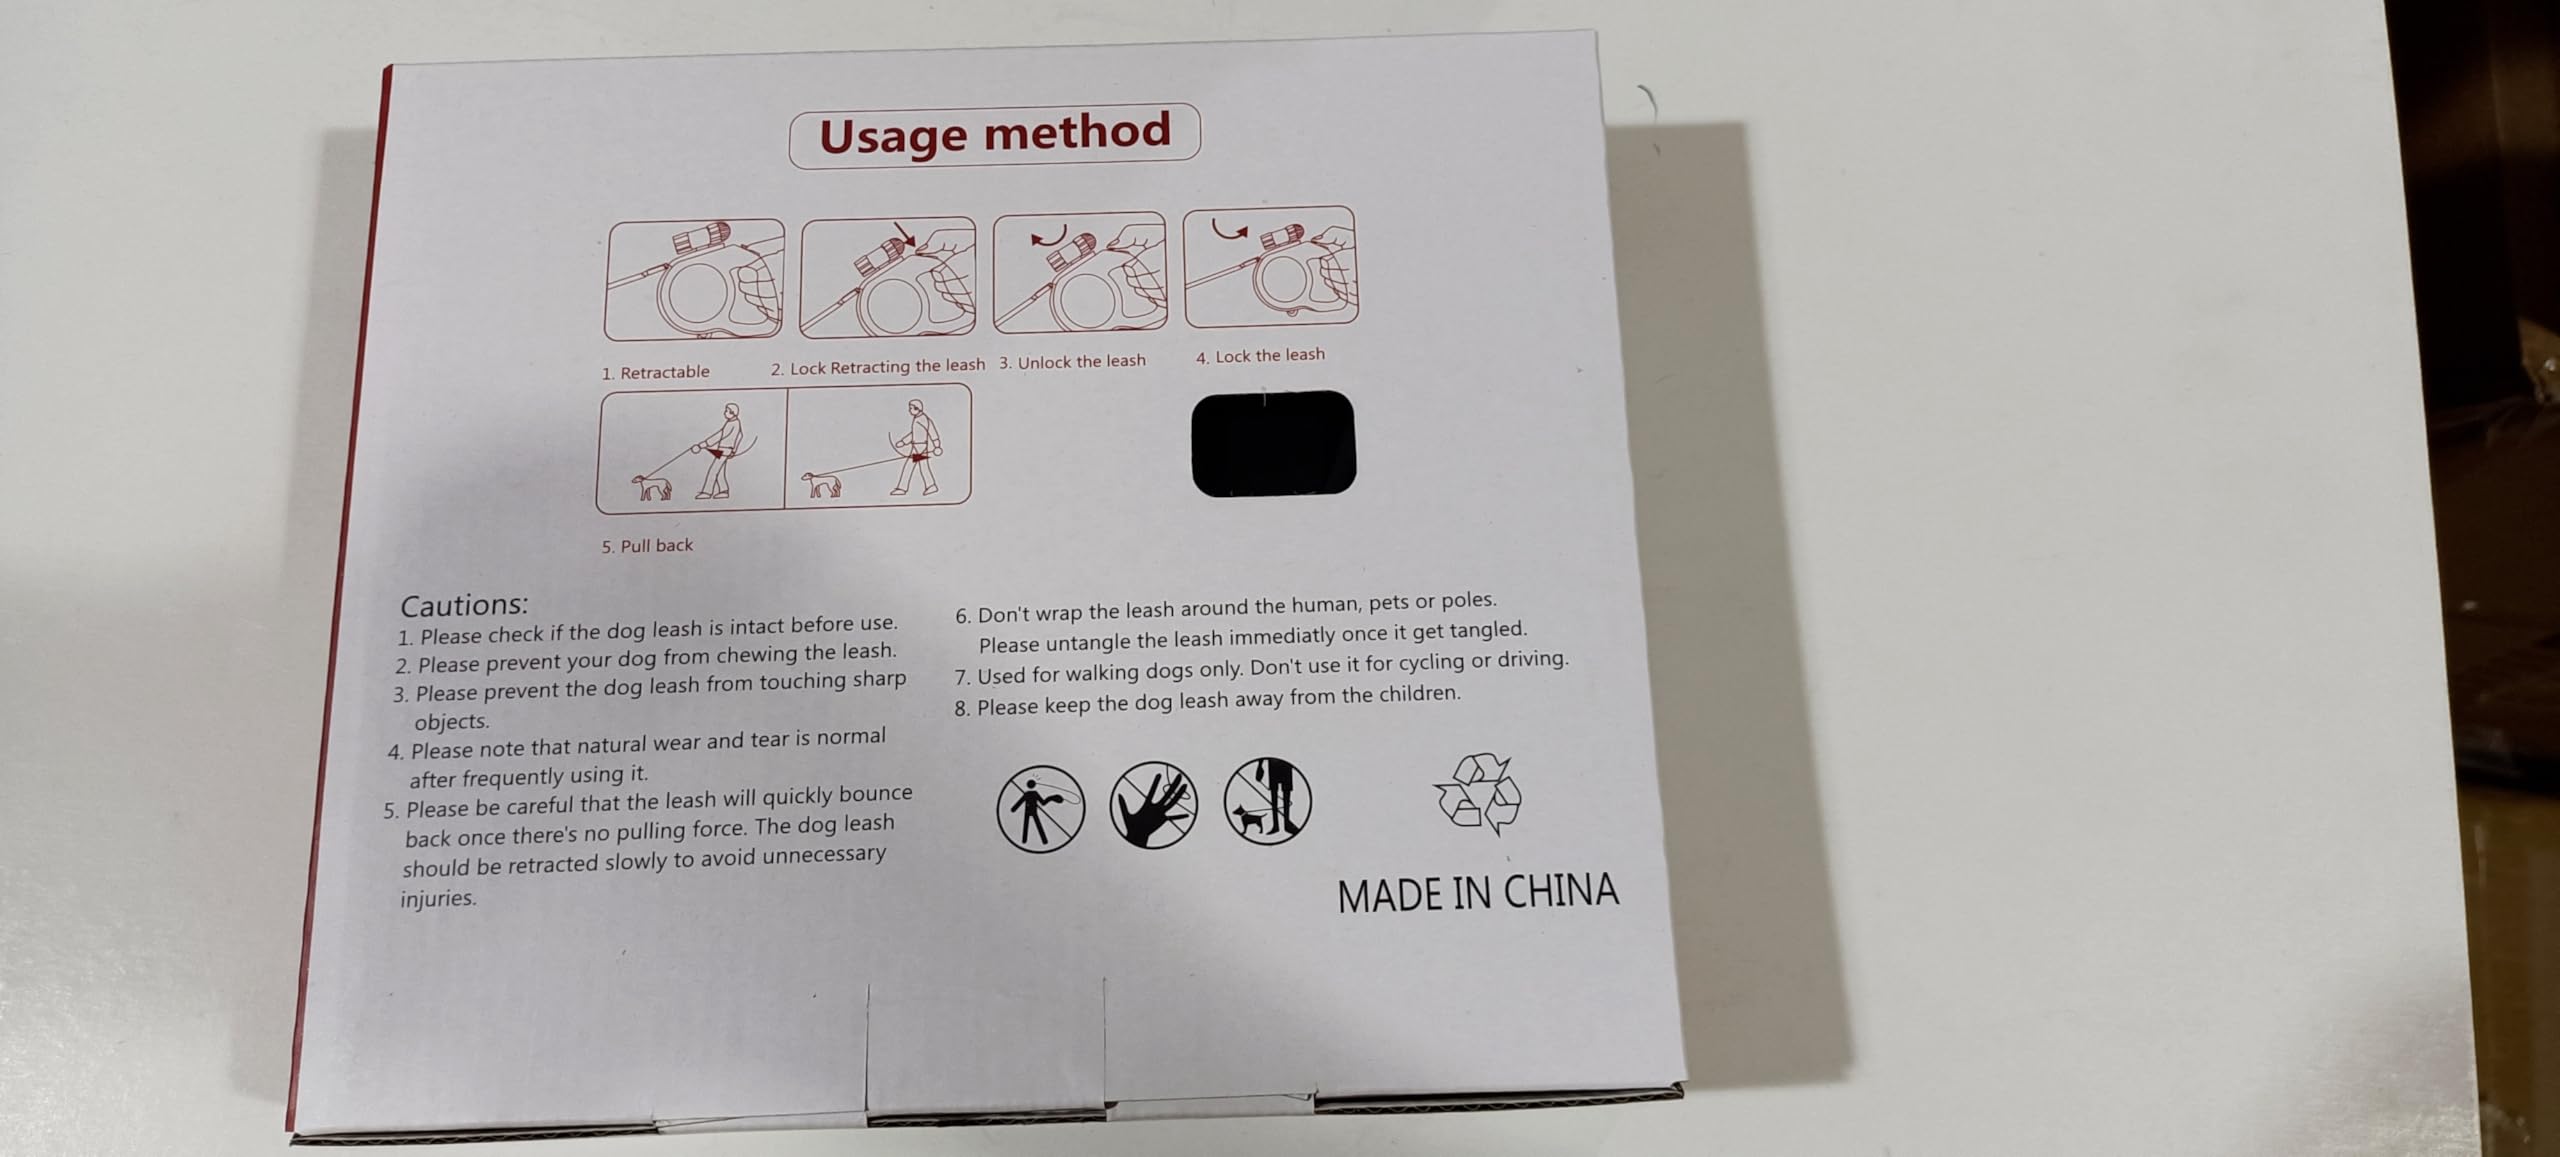 Usage method
1. Retractable
2. Lock Retracting the leash
3. Unlock the leash
4. Lock the leash
5. Pull back
Cautions:
1. Please check if the dog leash is intact before use.
2. Please prevent your dog from chewing the leash.
3. Please prevent the dog leash from touching sharp
objects.
4. Please note that natural wear and tear is normal
after frequently using it.
5. Please be careful that the leash will quickly bounce
back once there's no pulling force. The dog leash
should be retracted slowly to avoid unnecessary
injuries.
6. Don't wrap the leash around the human, pets or poles.
Please untangle the leash immediatly once it get tangled.
7. Used for walking dogs only. Don't use it for cycling or driving.
8. Please keep the dog leash away from the children.
MADE IN CHINA